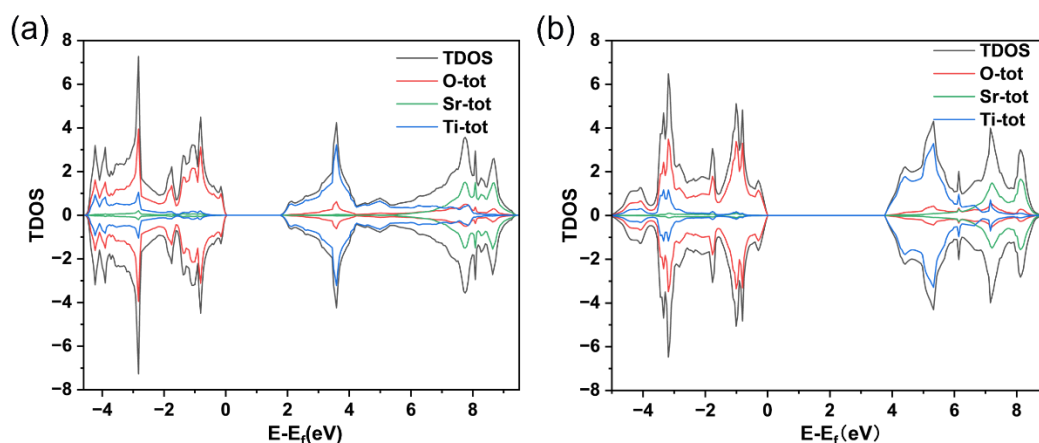 (a)
TDOS
O-tot
Sr-tot
Ti-tot
8
6
4
2
0
−2
−4
−6
−8
TDOS
−4 −2 0 2 4 6 8
E-Ef(eV)
(b)
TDOS
O-tot
Sr-tot
Ti-tot
8
6
4
2
0
−2
−4
−6
−8
TDOS
−4 −2 0 2 4 6 8
E-Ef（eV）